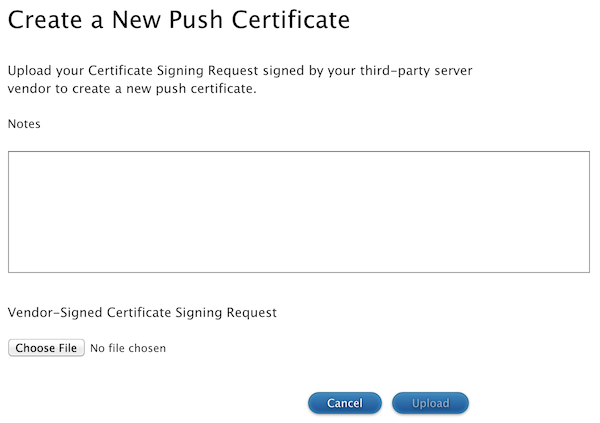 Create a New Push Certificate
Upload your Certificate Signing Request signed by your third-party server
vendor to create a new push certificate.
Notes
Vendor-Signed Certificate Signing Request
Choose File No file chosen
Cancel Upload